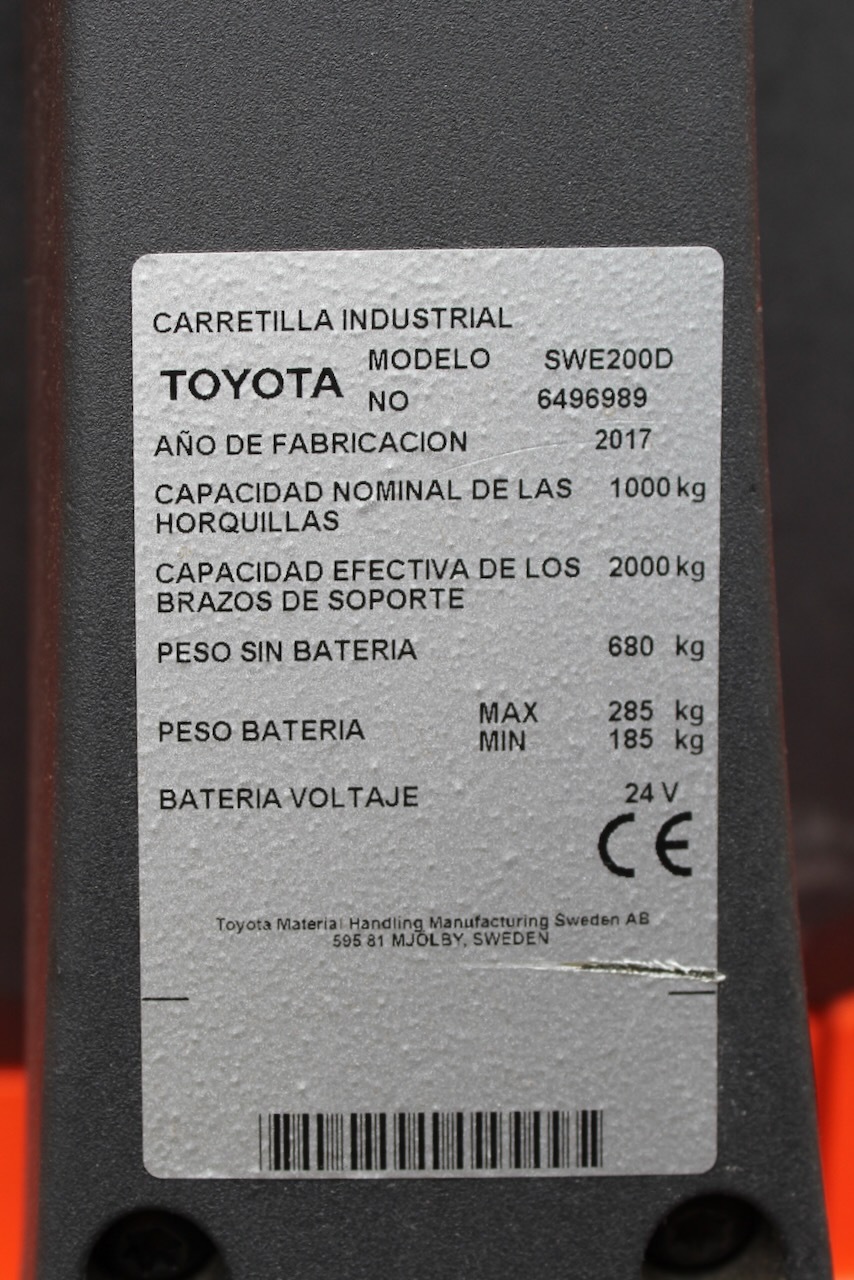 CARRETILLA INDUSTRIAL
TOYOTA MODELO SWE200D
NO 6496989
AÑO DE FABRICACION 2017
CAPACIDAD NOMINAL DE LAS 1000 kg
HORQUILLAS
CAPACIDAD EFECTIVA DE LOS 2000 kg
BRAZOS DE SOPORTE
PESO SIN BATERIA 680 kg
PESO BATERIA MAX 285 kg
MIN 185 kg
BATERIA VOLTAJE 24 V
CE
Toyota Material Handling Manufacturing Sweden AB
595 81 MJÖLBY, SWEDEN